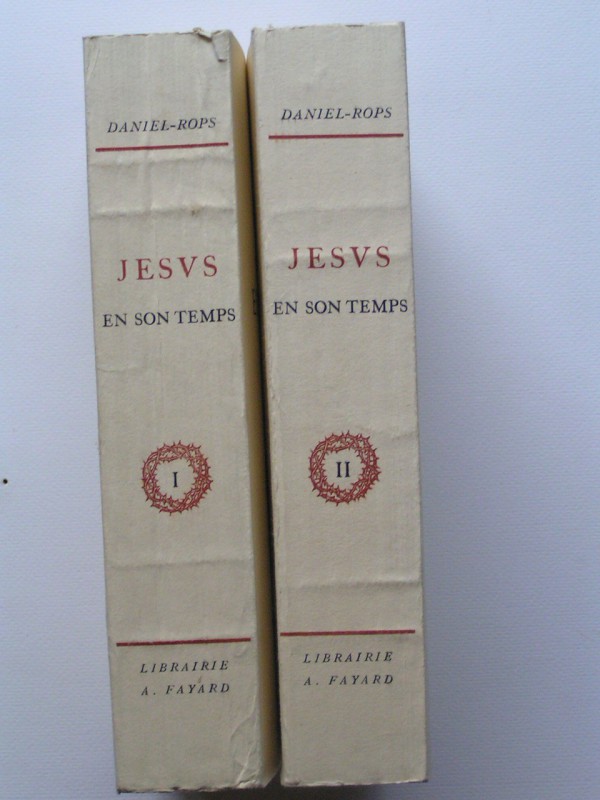 DANIEL-ROPS
JESVS
EN SON TEMPS
I
LIBRAIRIE
A. FAYARD
DANIEL-ROPS
JESVS
EN SON TEMPS
II
LIBRAIRIE
A. FAYARD